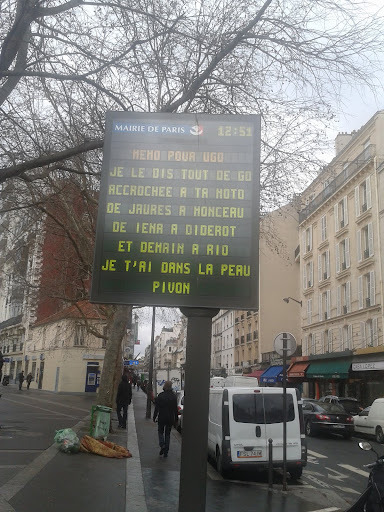 MAIRIE DE PARIS 12:51
MEMO POUR UGO
JE LE DIS TOUT DE GO
ACCROCHEE A TA MOTO
DE JAURES A MONCEAU
DE IENA A DIDEROT
ET DEMAIN A RIO
JE T'AI DANS LA PEAU
PIVON